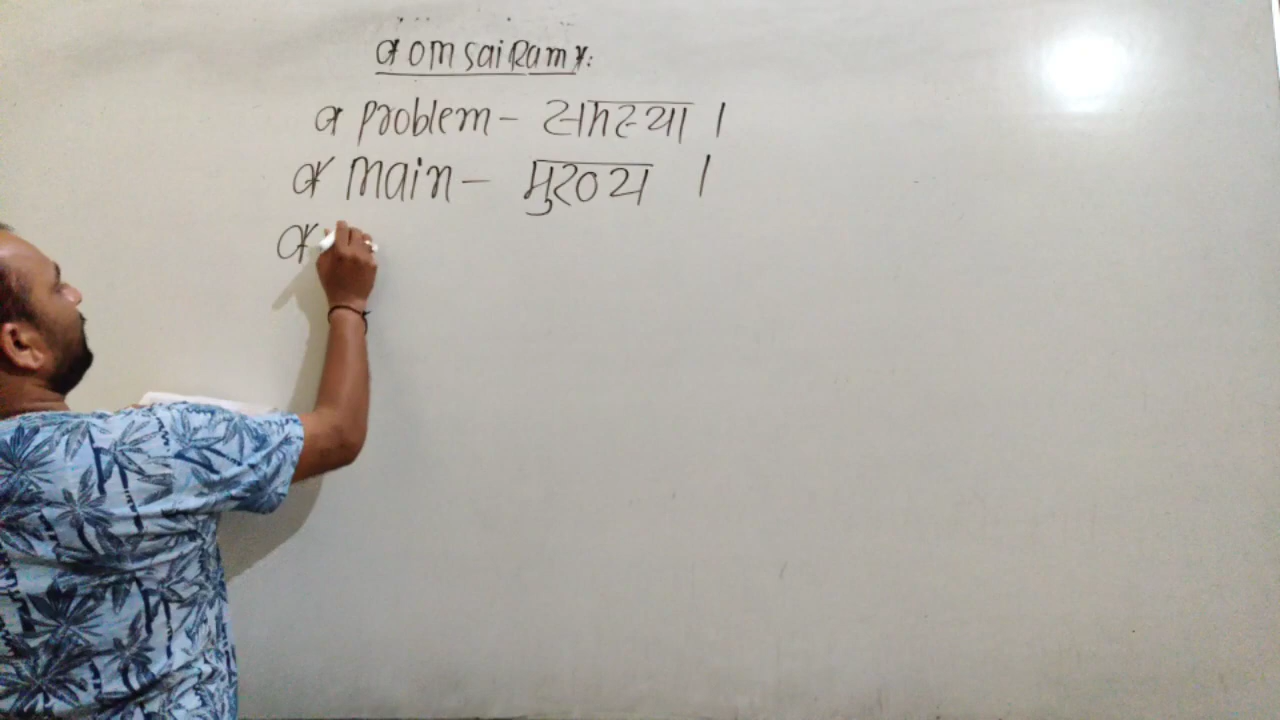 * om sai Ram *:
* problem - समस्या ।
* main - मुख्य ।
*